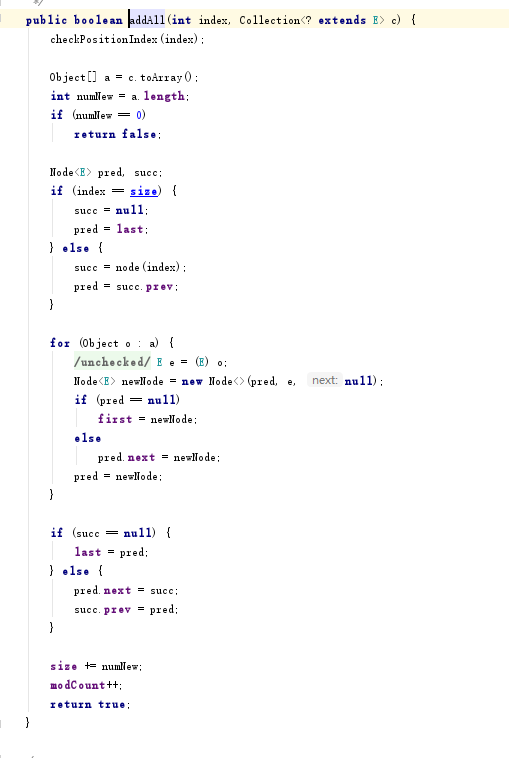 */
public boolean addAll(int index, Collection<? extends E> c) {
checkPositionIndex(index);
Object[] a = c.toArray();
int numNew = a.length;
if (numNew == 0)
return false;
Node<E> pred, succ;
if (index == size) {
succ = null;
pred = last;
} else {
succ = node(index);
pred = succ.prev;
}
for (Object o : a) {
/unchecked/ E e = (E) o;
Node<E> newNode = new Node<>(pred, e, next: null);
if (pred == null)
first = newNode;
else
pred.next = newNode;
pred = newNode;
}
if (succ == null) {
last = pred;
} else {
pred.next = succ;
succ.prev = pred;
}
size += numNew;
modCount++;
return true;
}